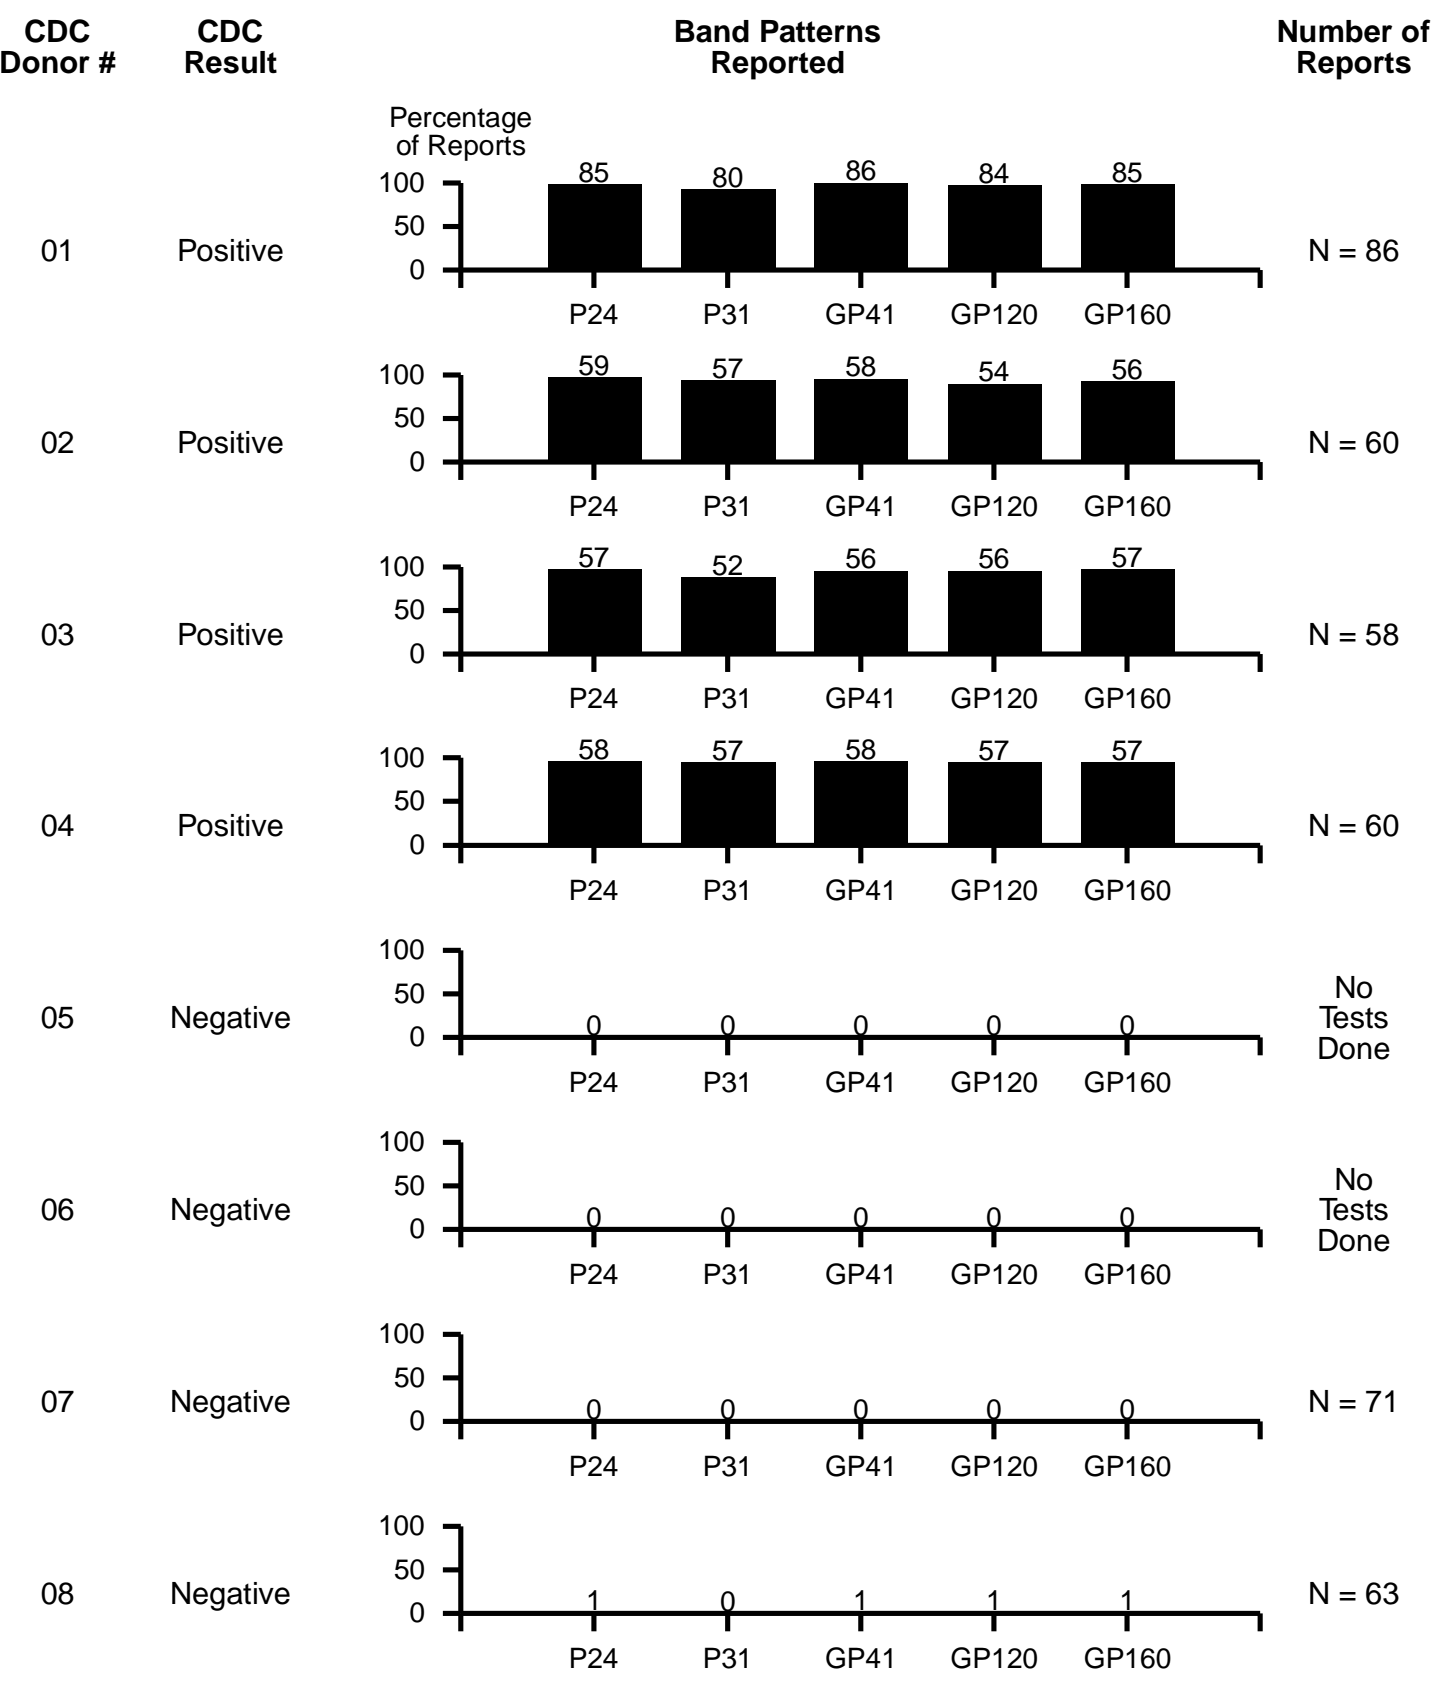 CDC
Donor #
CDC
Result
Band Patterns
Reported
Number of
Reports
Percentage
of Reports
01
Positive
100
50
0
85 80 86 84 85
P24 P31 GP41 GP120 GP160
N = 86
02
Positive
100
50
0
59 57 58 54 56
P24 P31 GP41 GP120 GP160
N = 60
03
Positive
100
50
0
57 52 56 56 57
P24 P31 GP41 GP120 GP160
N = 58
04
Positive
100
50
0
58 57 58 57 57
P24 P31 GP41 GP120 GP160
N = 60
05
Negative
100
50
0
0 0 0 0 0
P24 P31 GP41 GP120 GP160
No
Tests
Done
06
Negative
100
50
0
0 0 0 0 0
P24 P31 GP41 GP120 GP160
No
Tests
Done
07
Negative
100
50
0
0 0 0 0 0
P24 P31 GP41 GP120 GP160
N = 71
08
Negative
100
50
0
1 0 1 1 1
P24 P31 GP41 GP120 GP160
N = 63